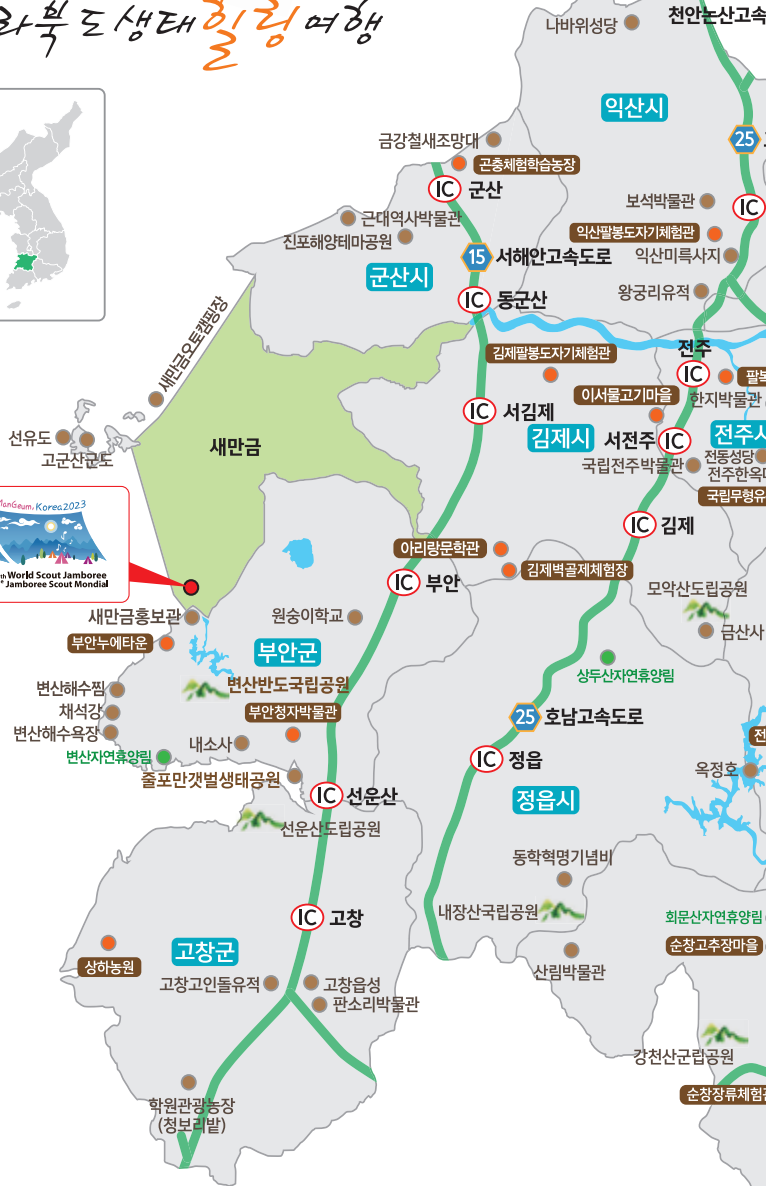 라북도생태힐링여행
나바위성당
천안논산고속
익산시
25
금강철새조망대
곤충체험학습농장
IC 군산
보석박물관
IC
근대역사박물관
익산팔봉도자기체험관
진포해양테마공원
15 서해안고속도로
익산미륵사지
군산시
왕궁리유적
IC 동군산
새만금오토캠핑장
김제팔봉도자기체험관
전주
IC
팔복
이서물고기마을
한지박물관
IC 서김제
선유도
고군산군도
새만금
김제시
서전주 IC
전주시
국립전주박물관
전동성당
전주한옥마
국립무형유
ManGeum, Korea2023
th World Scout Jamboree
e Jamboree Scout Mondial
IC 김제
아리랑문학관
김제벽골제체험장
IC 부안
모악산도립공원
새만금홍보관
원숭이학교
금산사
부안누에타운
부안군
상두산자연휴양림
변산반도국립공원
변산해수찜
채석강
부안청자박물관
25 호남고속도로
변산해수욕장
내소사
변산자연휴양림
IC 정읍
옥정호
줄포만갯벌생태공원
IC 선운산
정읍시
선운산도립공원
동학혁명기념비
내장산국립공원
IC 고창
회문산자연휴양림
순창고추장마을
상하농원
고창군
산림박물관
고창고인돌유적
고창읍성
판소리박물관
강천산군립공원
순창장류체험관
학원관광농장
(청보리밭)